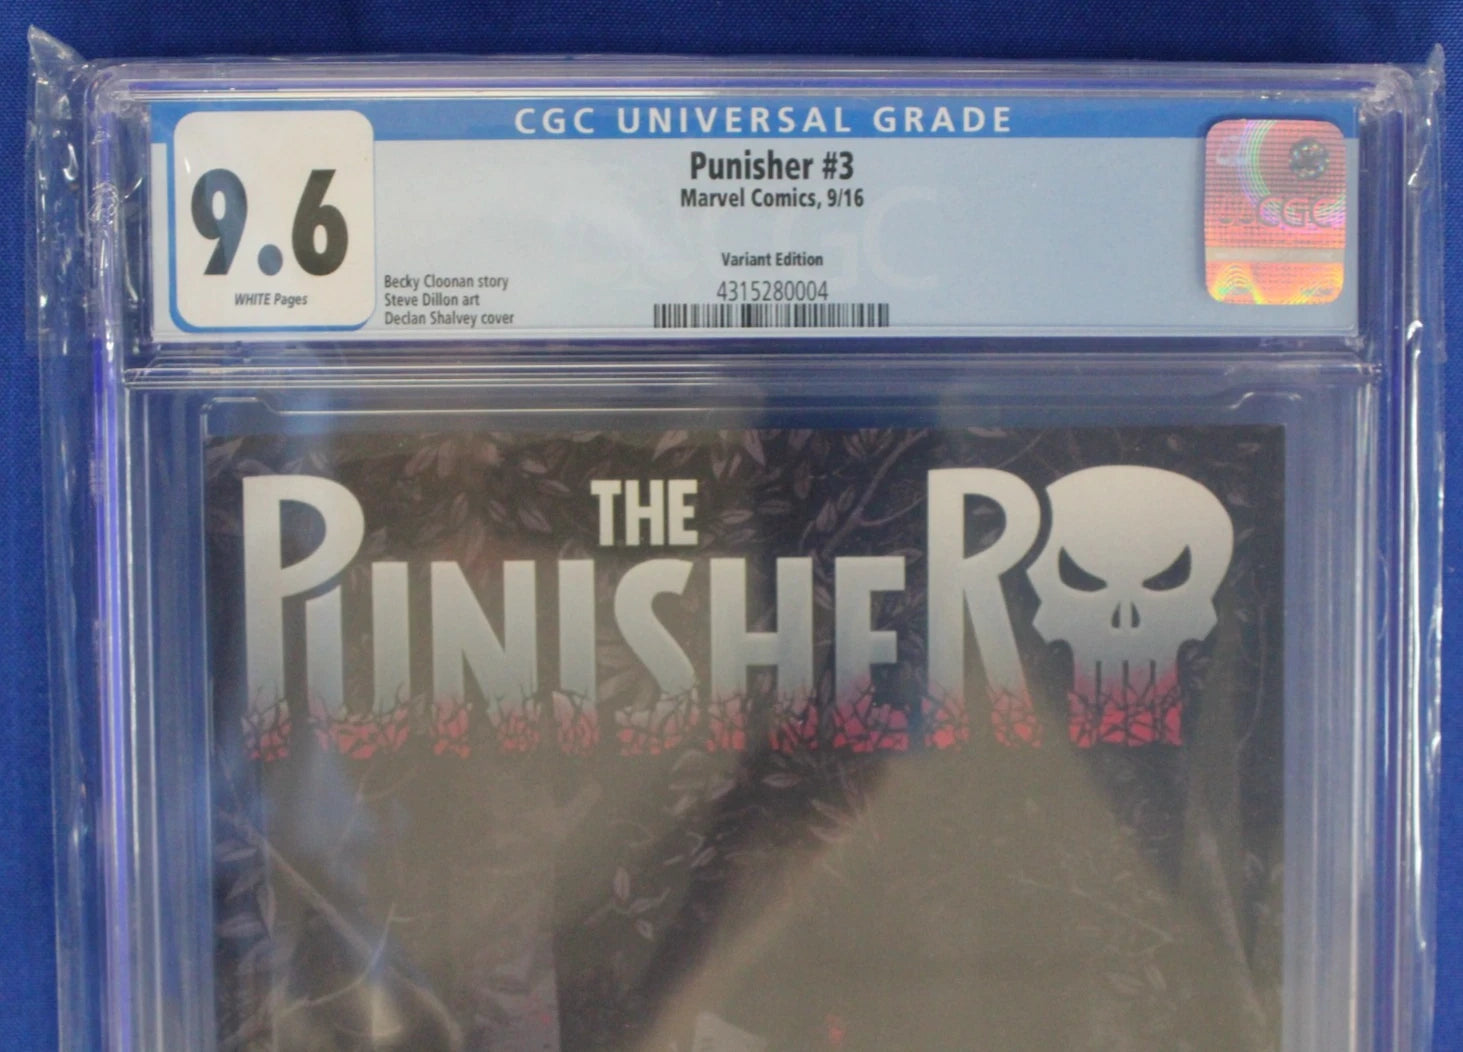 CGC UNIVERSAL GRADE
9.6
WHITE Pages
Punisher #3
Marvel Comics, 9/16
Variant Edition
4315280004
Becky Cloonan story
Steve Dillon art
Declan Shalvey cover
CGC
CGC
THE
PUNISHER